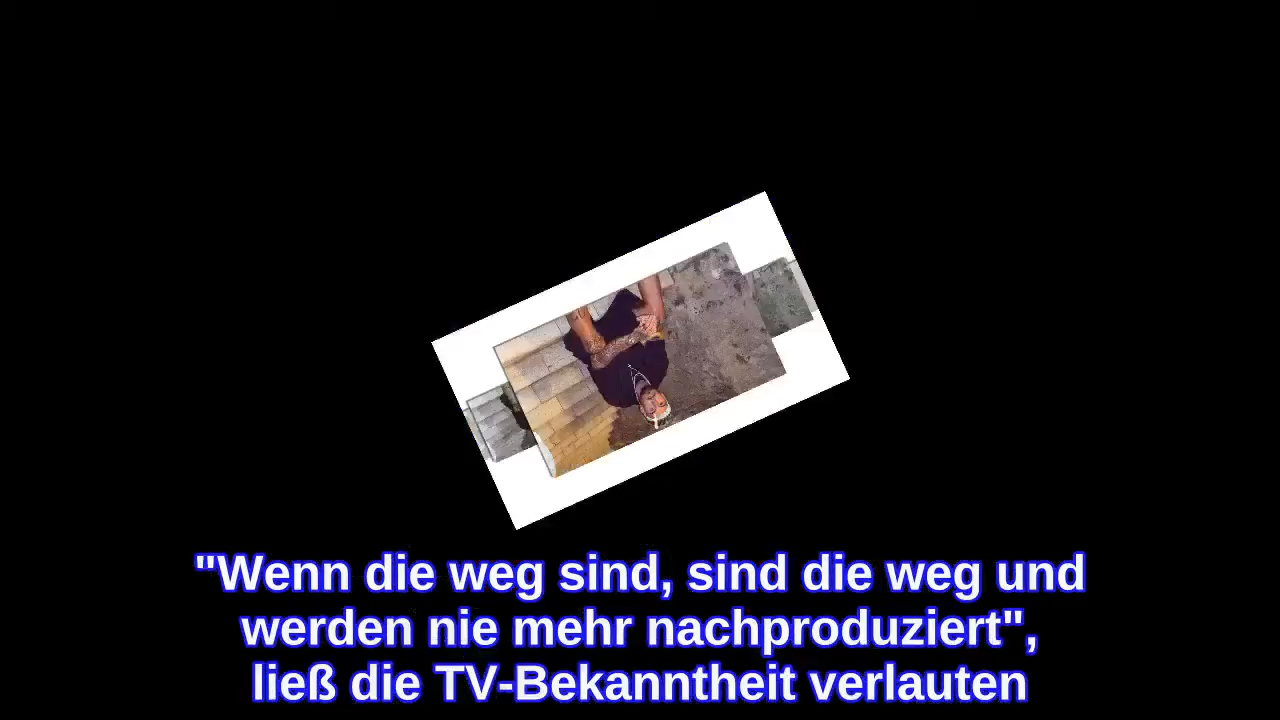 "Wenn die weg sind, sind die weg und
werden nie mehr nachproduziert",
ließ die TV-Bekanntheit verlauten